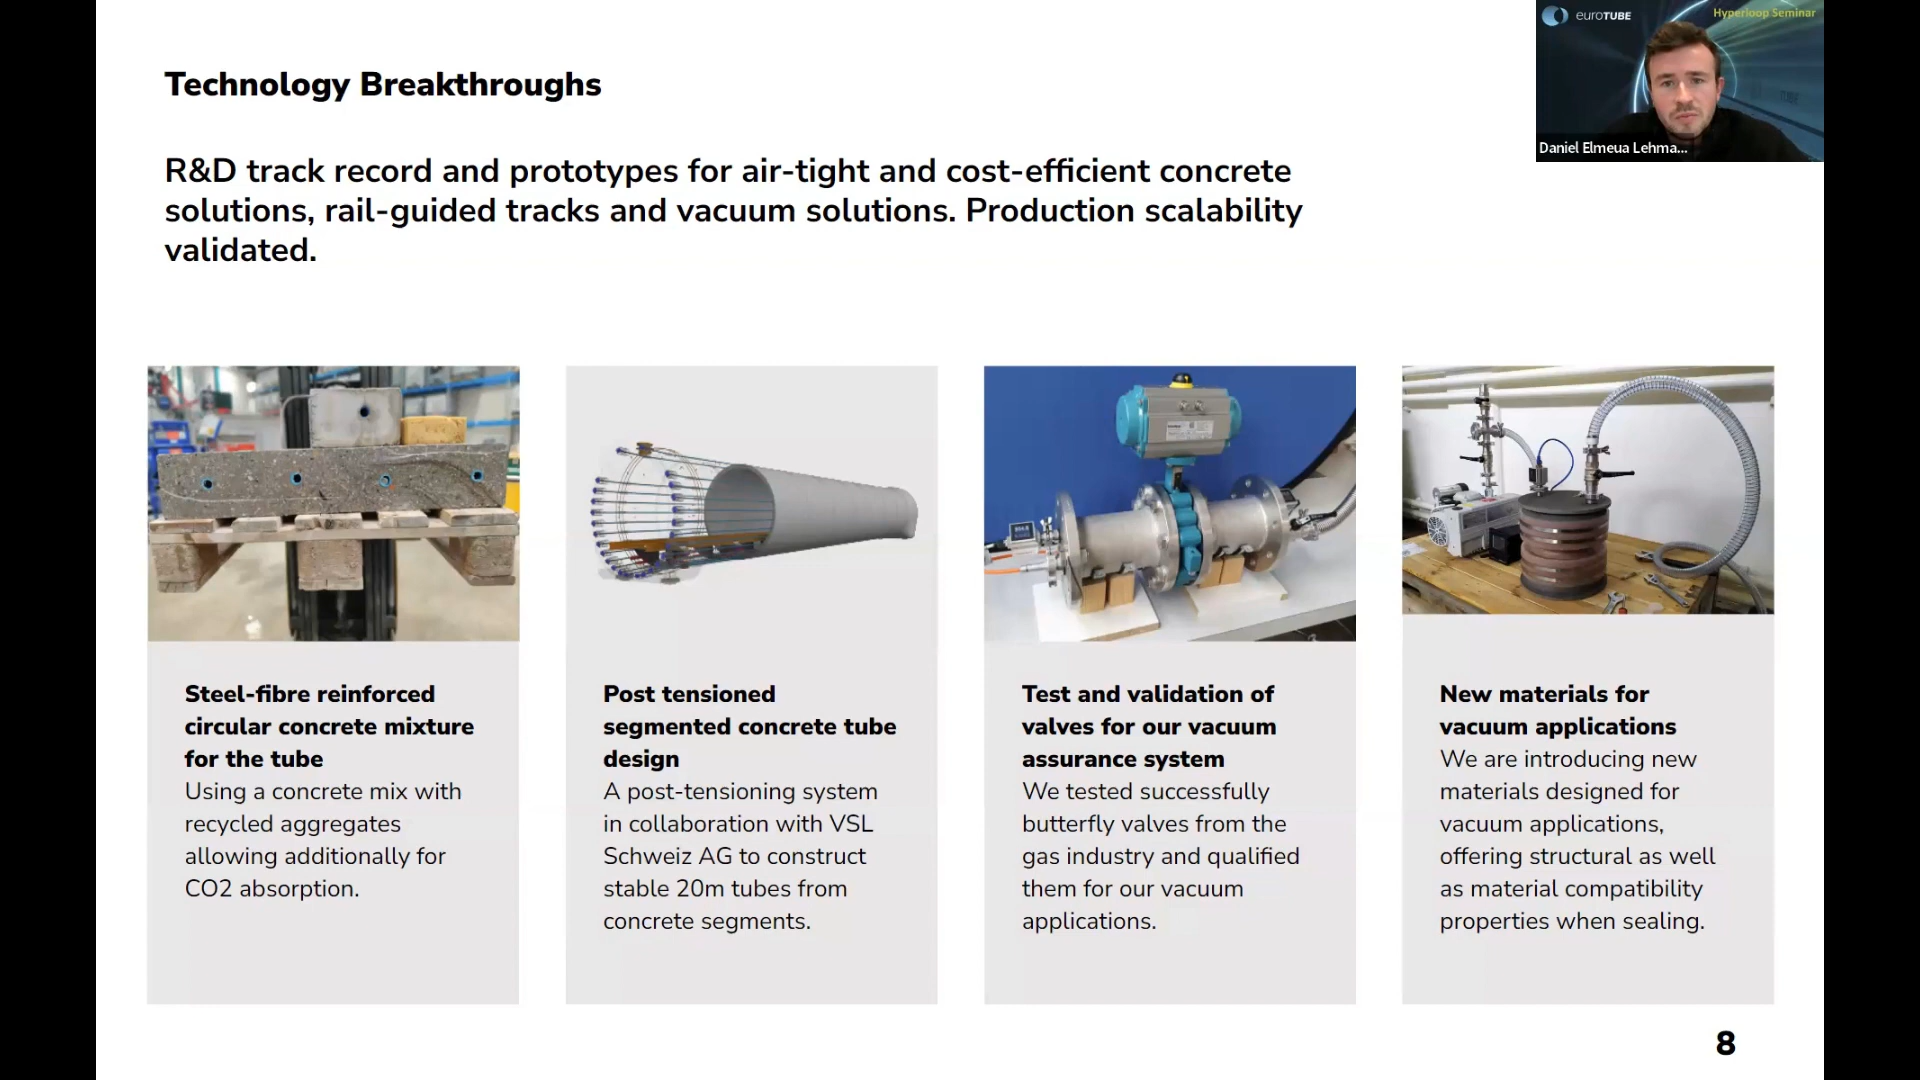 euroTUBE
Hyperloop Seminar
Daniel Elmeua Lehma...
Technology Breakthroughs
R&D track record and prototypes for air-tight and cost-efficient concrete
solutions, rail-guided tracks and vacuum solutions. Production scalability
validated.
Steel-fibre reinforced
circular concrete mixture
for the tube
Using a concrete mix with
recycled aggregates
allowing additionally for
CO2 absorption.
Post tensioned
segmented concrete tube
design
A post-tensioning system
in collaboration with VSL
Schweiz AG to construct
stable 20m tubes from
concrete segments.
Test and validation of
valves for our vacuum
assurance system
We tested successfully
butterfly valves from the
gas industry and qualified
them for our vacuum
applications.
New materials for
vacuum applications
We are introducing new
materials designed for
vacuum applications,
offering structural as well
as material compatibility
properties when sealing.
8